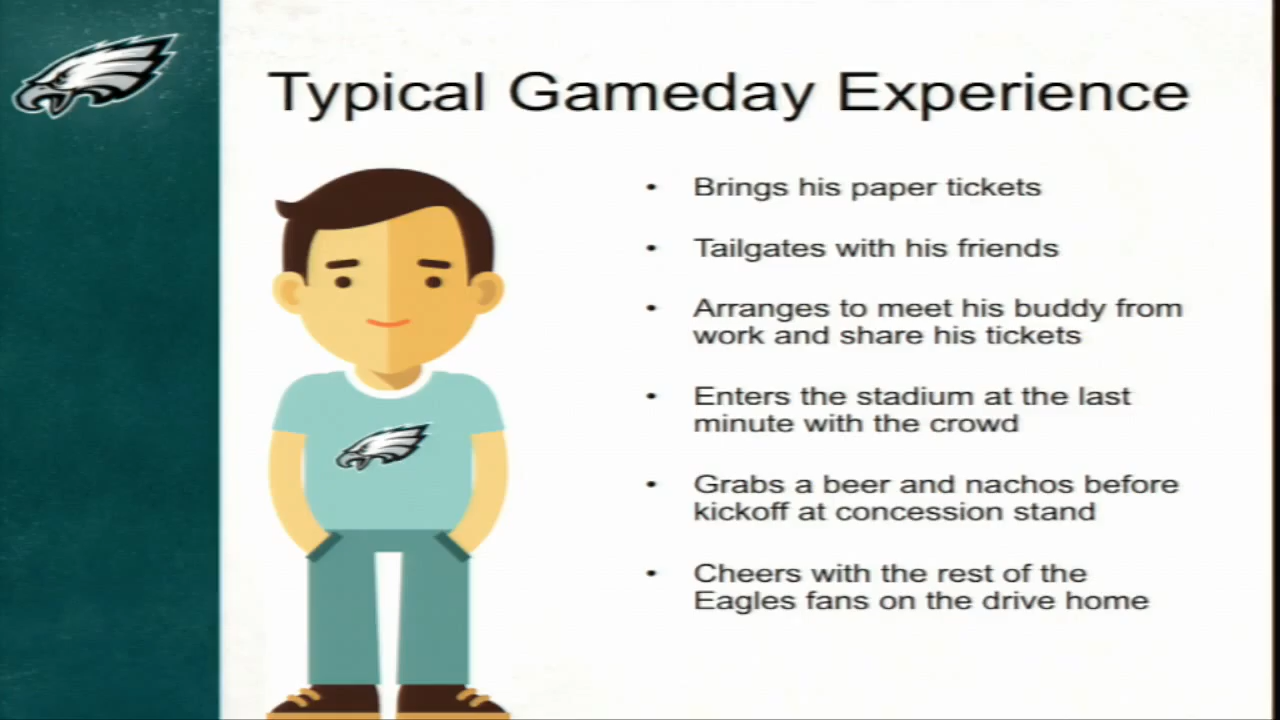 Typical Gameday Experience
• Brings his paper tickets
• Tailgates with his friends
• Arranges to meet his buddy from
work and share his tickets
• Enters the stadium at the last
minute with the crowd
• Grabs a beer and nachos before
kickoff at concession stand
• Cheers with the rest of the
Eagles fans on the drive home